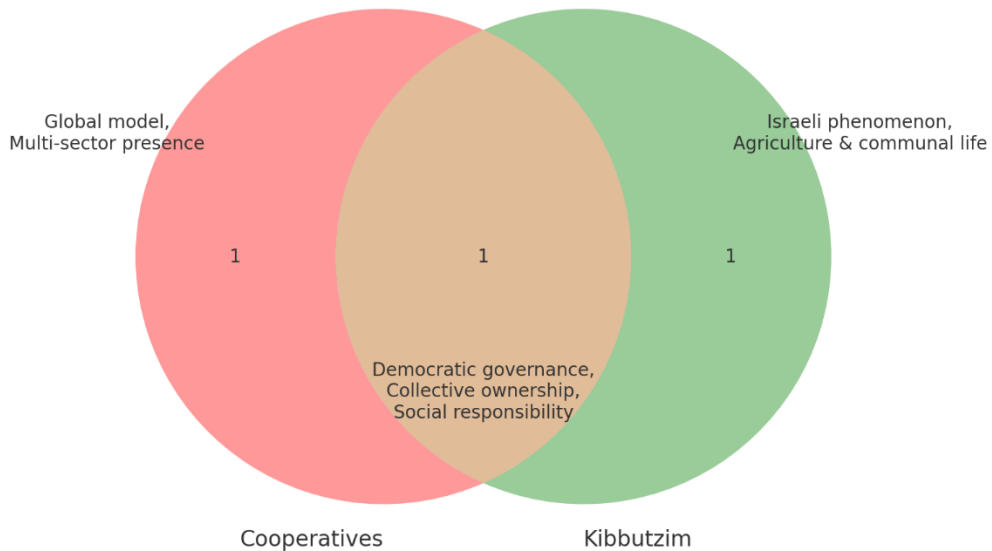 Global model,
Multi-sector presence
Israeli phenomenon,
Agriculture & communal life
1
1
1
Democratic governance,
Collective ownership,
Social responsibility
Cooperatives
Kibbutzim